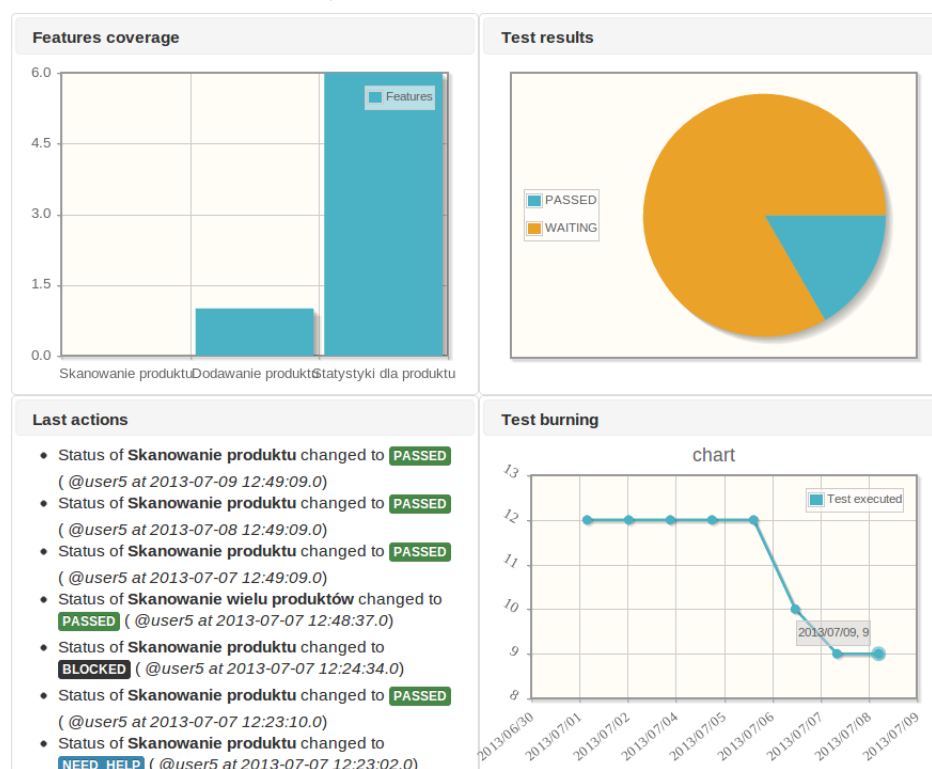 Features coverage
6.0
4.5
3.0
1.5
0.0
Features
Skanowanie produktu
Dodawanie produktu
Statystyki dla produktu
Test results
PASSED
WAITING
Last actions
Status of Skanowanie produktu changed to PASSED
( @user5 at 2013-07-09 12:49:09.0)
Status of Skanowanie produktu changed to PASSED
( @user5 at 2013-07-08 12:49:09.0)
Status of Skanowanie produktu changed to PASSED
( @user5 at 2013-07-07 12:49:09.0)
Status of Skanowanie wielu produktów changed to
PASSED ( @user5 at 2013-07-07 12:48:37.0)
Status of Skanowanie produktu changed to
BLOCKED ( @user5 at 2013-07-07 12:24:34.0)
Status of Skanowanie produktu changed to PASSED
( @user5 at 2013-07-07 12:23:10.0)
Status of Skanowanie produktu changed to
NEED_HELP ( @user5 at 2013-07-07 12:23:02.0)
Test burning
chart
13
12
11
10
9
8
Test executed
2013/07/09, 9
2013/06/30
2013/07/01
2013/07/02
2013/07/04
2013/07/05
2013/07/06
2013/07/07
2013/07/08
2013/07/09